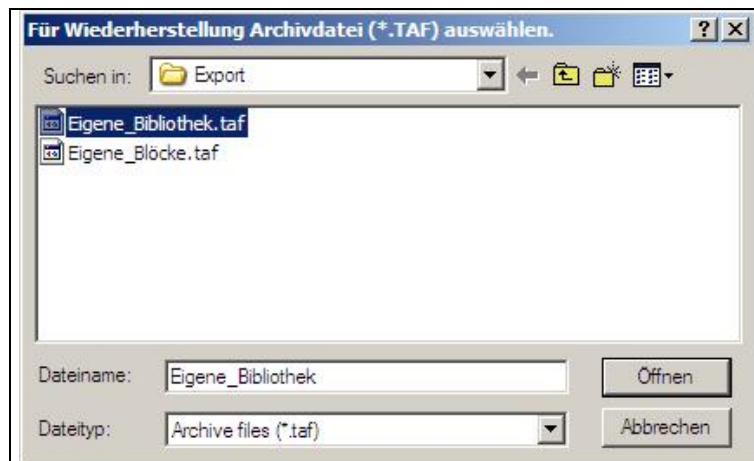 Für Wiederherstellung Archivdatei (*.TAF) auswählen.
Suchen in: Export
Eigene_Bibliothek.taf
Eigene_Blöcke.taf
Dateiname: Eigene_Bibliothek Öffnen
Dateityp: Archive files (*.taf) Abbrechen